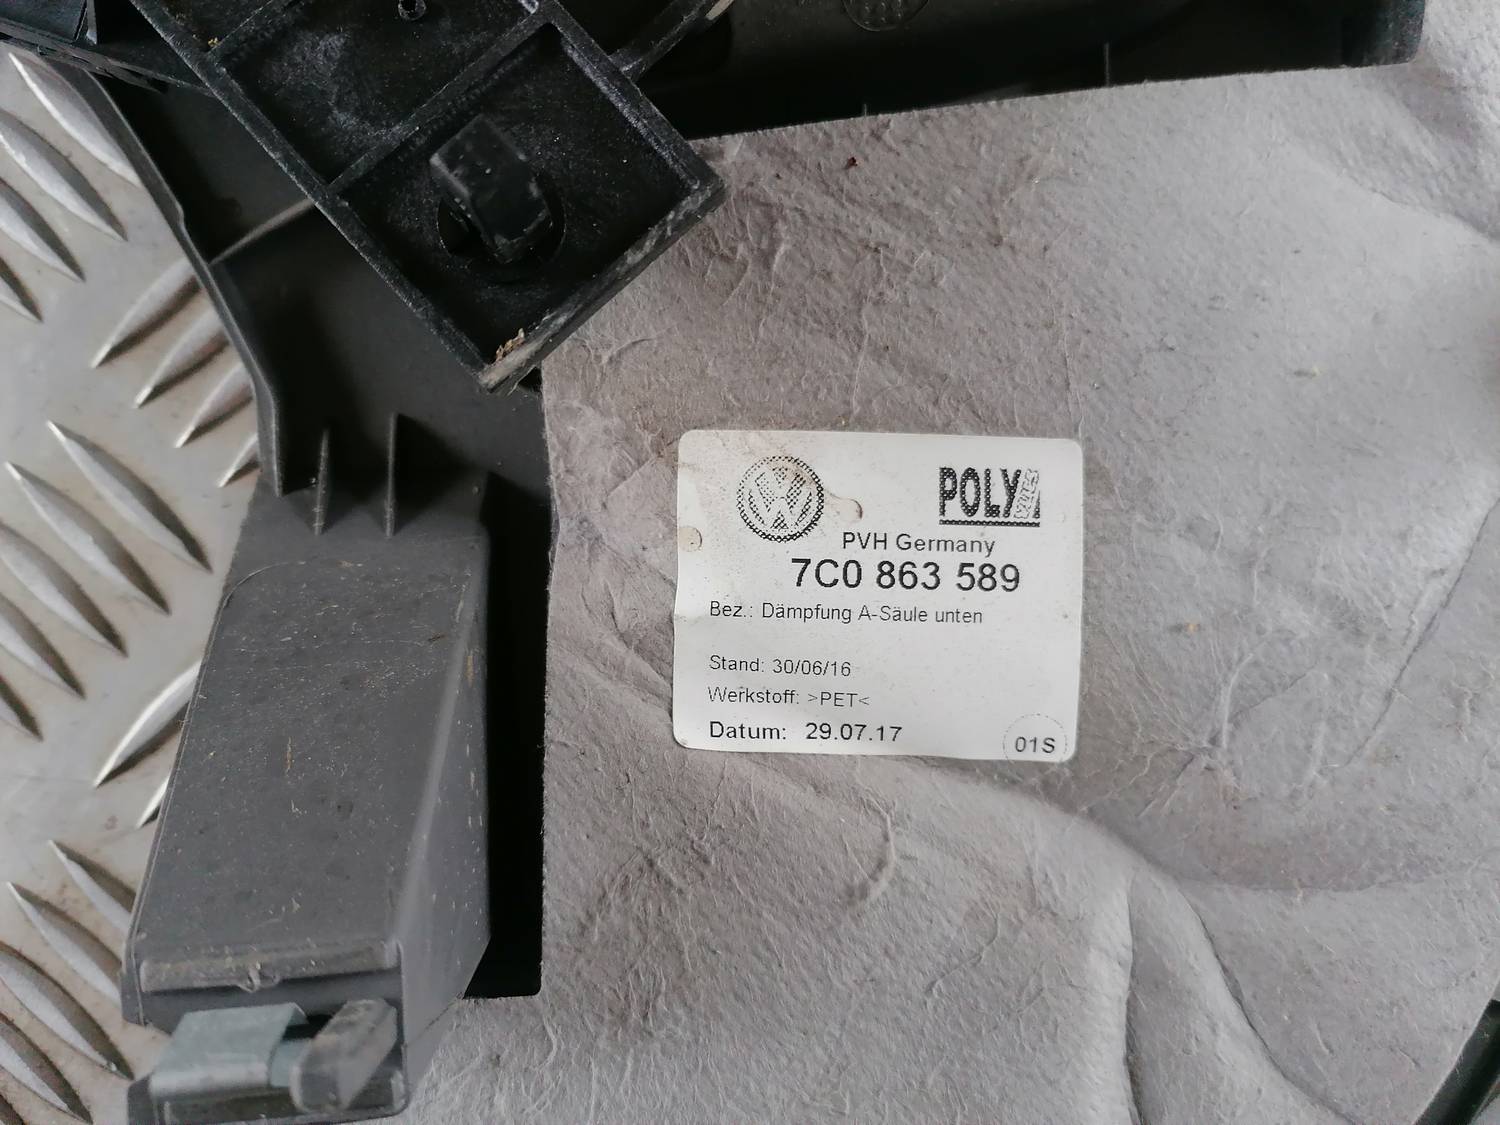 POLY
PVH Germany
7C0 863 589
Bez.: Dämpfung A-Säule unten
Stand: 30/06/16
Werkstoff: >PET<
Datum: 29.07.17
01S